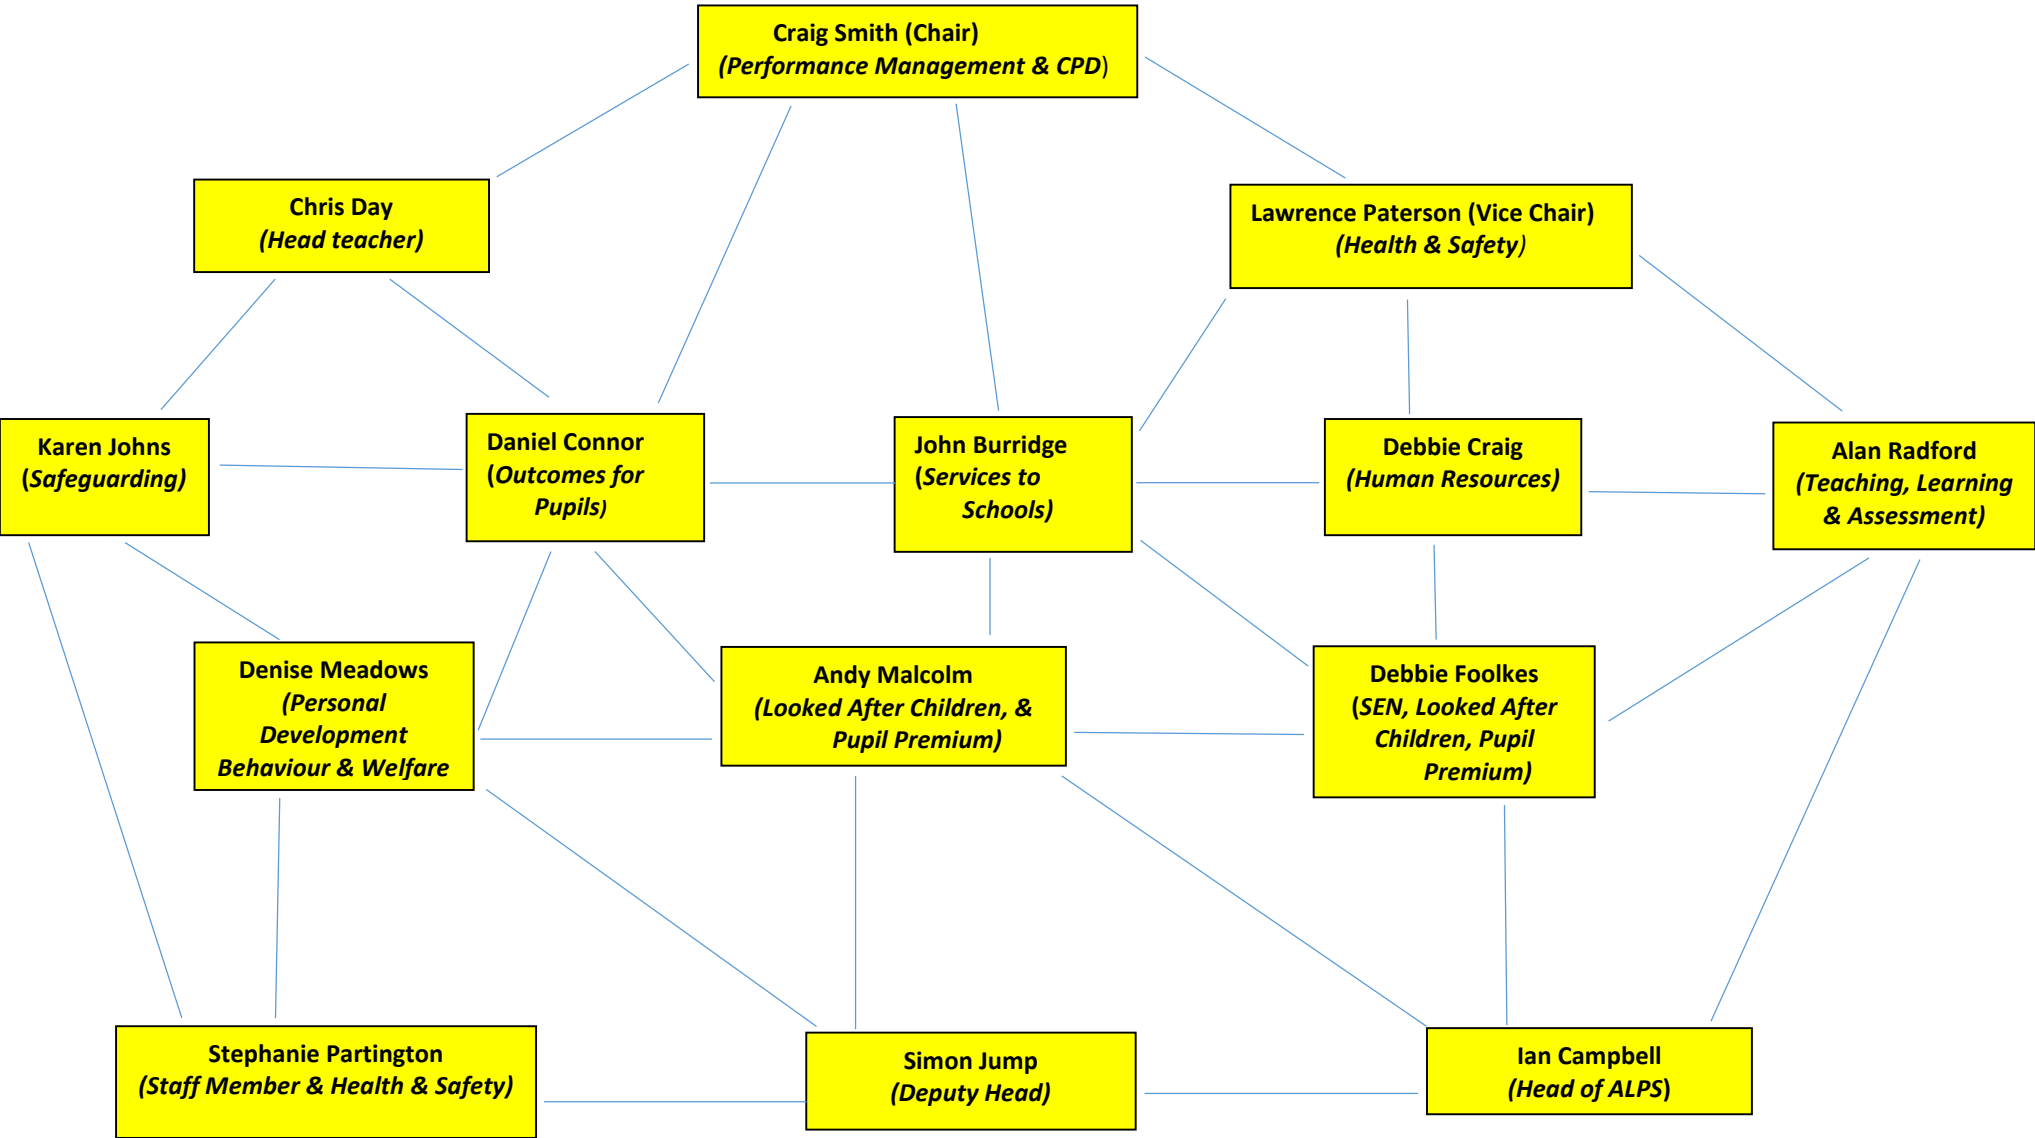 Craig Smith (Chair)
(Performance Management & CPD)
Chris Day
(Head teacher)
Lawrence Paterson (Vice Chair)
(Health & Safety)
Karen Johns
(Safeguarding)
Daniel Connor
(Outcomes for
Pupils)
John Burridge
(Services to
Schools)
Debbie Craig
(Human Resources)
Alan Radford
(Teaching, Learning
& Assessment)
Denise Meadows
(Personal
Development
Behaviour & Welfare
Andy Malcolm
(Looked After Children, &
Pupil Premium)
Debbie Foolkes
(SEN, Looked After
Children, Pupil
Premium)
Stephanie Partington
(Staff Member & Health & Safety)
Simon Jump
(Deputy Head)
Ian Campbell
(Head of ALPS)